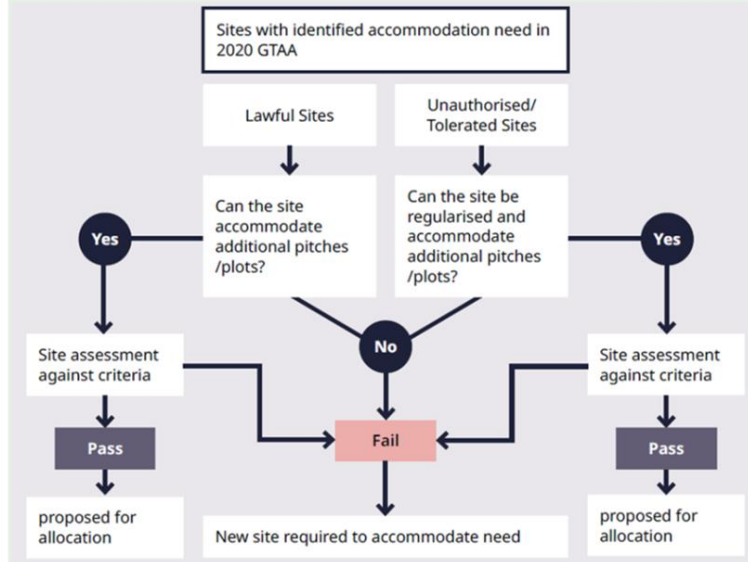 Sites with identified accommodation need in
2020 GTAA
Lawful Sites
Unauthorised/
Tolerated Sites
Can the site
accommodate
additional pitches
/plots?
Can the site be
regularised and
accommodate
additional pitches
/plots?
Yes
Yes
No
Site assessment
against criteria
Site assessment
against criteria
Pass
Fail
Pass
proposed for
allocation
New site required to accommodate need
proposed for
allocation